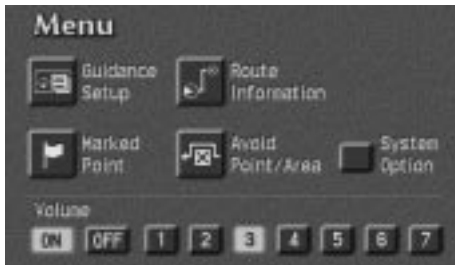 Menu
Guidance Setup
Route Information
Marked Point
Avoid Point/Area
System Option
Volume
ON OFF 1 2 3 4 5 6 7